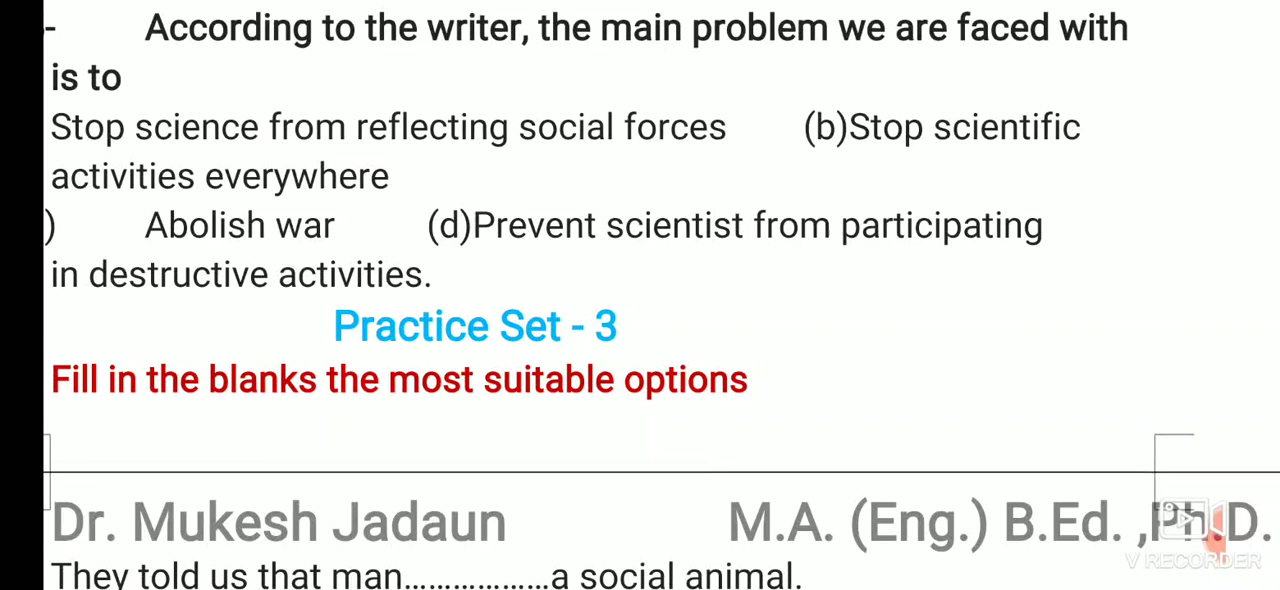 - According to the writer, the main problem we are faced with
is to
Stop science from reflecting social forces (b)Stop scientific
activities everywhere
) Abolish war (d)Prevent scientist from participating
in destructive activities.
Practice Set - 3
Fill in the blanks the most suitable options
Dr. Mukesh Jadaun M.A. (Eng.) B.Ed. ,Ph.D.
V RECORDER
They told us that man..................a social animal.